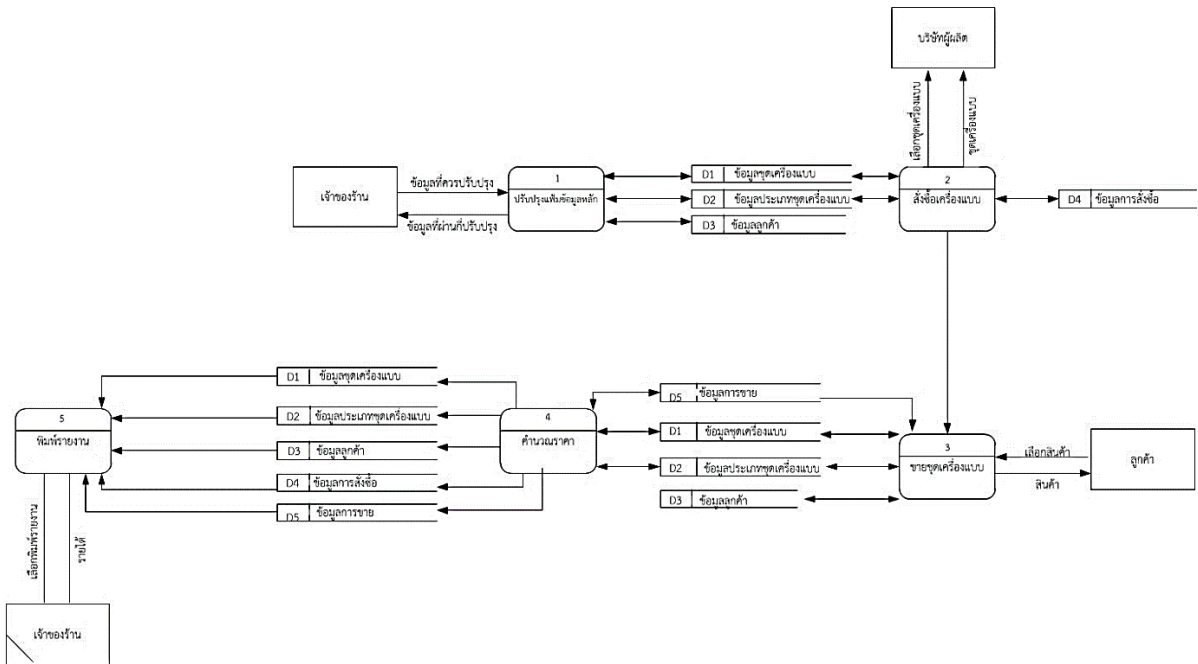 บริษัทผู้ผลิต
เลือกชุดเครื่องแบบ
ชุดเครื่องแบบ
เจ้าของร้าน
ข้อมูลที่ควรปรับปรุง
ข้อมูลที่ผ่านกีปรับปรุง
1
ปรับปรุงแฟ้มข้อมูลหลัก
D1 ข้อมูลชุดเครื่องแบบ
D2 ข้อมูลประเภทชุดเครื่องแบบ
D3 ข้อมูลลูกค้า
2
สั่งซื้อเครื่องแบบ
D4 ข้อมูลการสั่งซื้อ
5
พิมพ์รายงาน
D1 ข้อมูลชุดเครื่องแบบ
D2 ข้อมูลประเภทชุดเครื่องแบบ
D3 ข้อมูลลูกค้า
D4 ข้อมูลการสั่งซื้อ
D5 ข้อมูลการขาย
4
คำนวณราคา
D5 ข้อมูลการขาย
D1 ข้อมูลชุดเครื่องแบบ
D2 ข้อมูลประเภทชุดเครื่องแบบ
D3 ข้อมูลลูกค้า
3
ขายชุดเครื่องแบบ
เลือกสินค้า
สินค้า
ลูกค้า
เลือกพิมพ์รายงาน
รายได้
เจ้าของร้าน